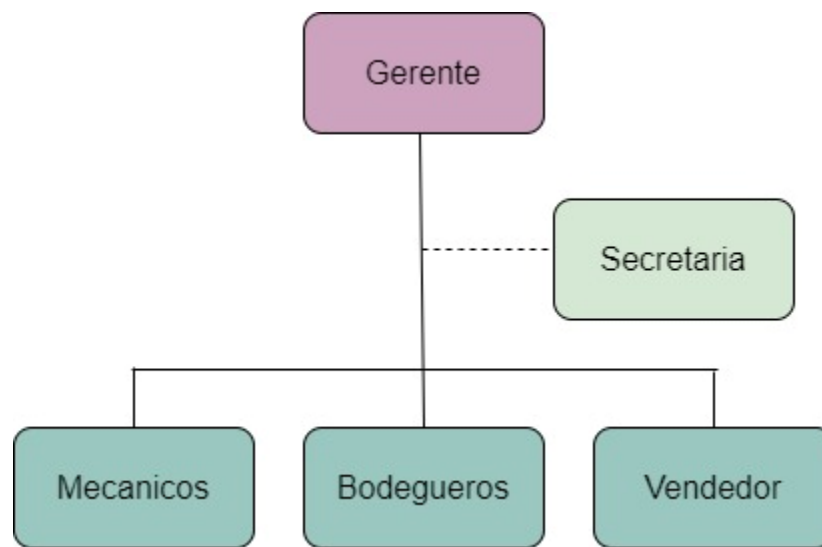 Gerente
Secretaria
Mecanicos
Bodegueros
Vendedor